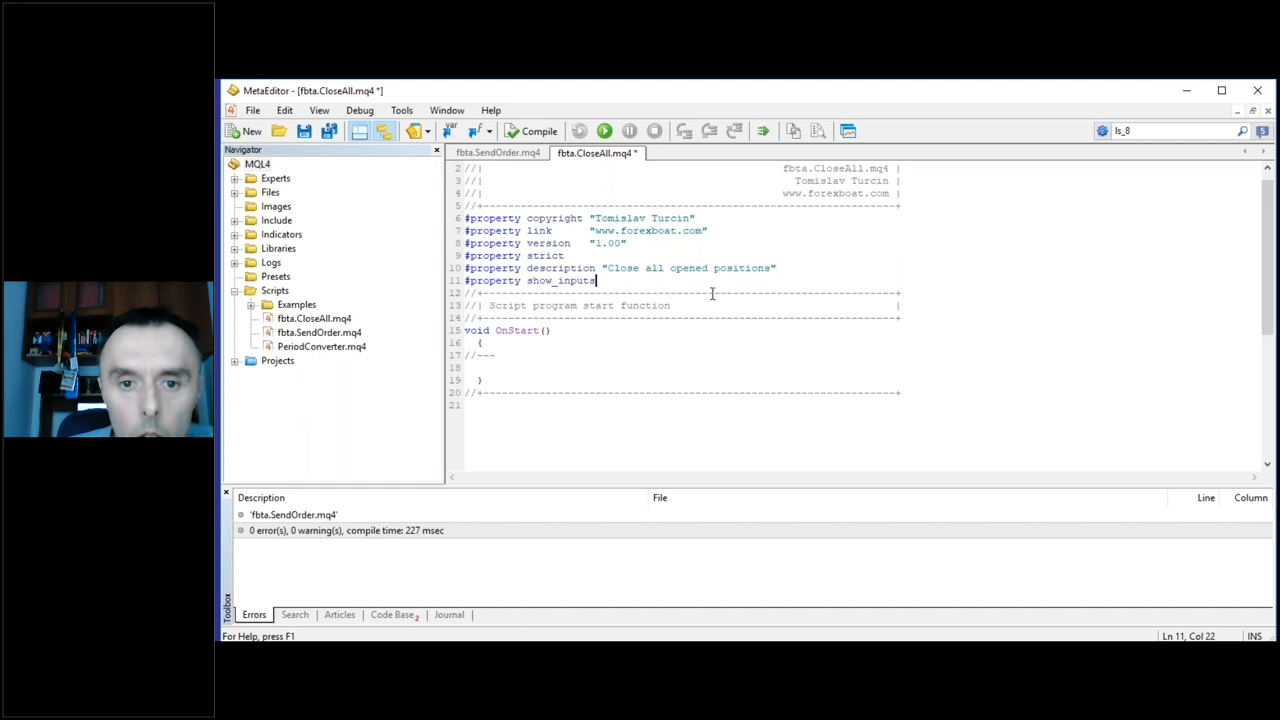 MetaEditor - [fbta.CloseAll.mq4 *]
File Edit View Debug Tools Window Help
New Compile ls_8
Navigator
fbta.SendOrder.mq4 fbta.CloseAll.mq4 *
MQL4
Experts
Files
Images
Include
Indicators
Libraries
Logs
Presets
Scripts
Examples
fbta.CloseAll.mq4
fbta.SendOrder.mq4
PeriodConverter.mq4
Projects
2 //| fbta.CloseAll.mq4 |
3 //| Tomislav Turcin |
4 //| www.forexboat.com |
5 //+------------------------------------------------------------------+
6 #property copyright "Tomislav Turcin"
7 #property link "www.forexboat.com"
8 #property version "1.00"
9 #property strict
10 #property description "Close all opened positions"
11 #property show_inputs
12 //+------------------------------------------------------------------+
13 //| Script program start function |
14 //+------------------------------------------------------------------+
15 void OnStart()
16 {
17 //---
18
19 }
20 //+------------------------------------------------------------------+
21
Description File Line Column
'fbta.SendOrder.mq4'
0 error(s), 0 warning(s), compile time: 227 msec
Toolbox
Errors Search Articles Code Base 2 Journal
For Help, press F1 Ln 11, Col 22 INS